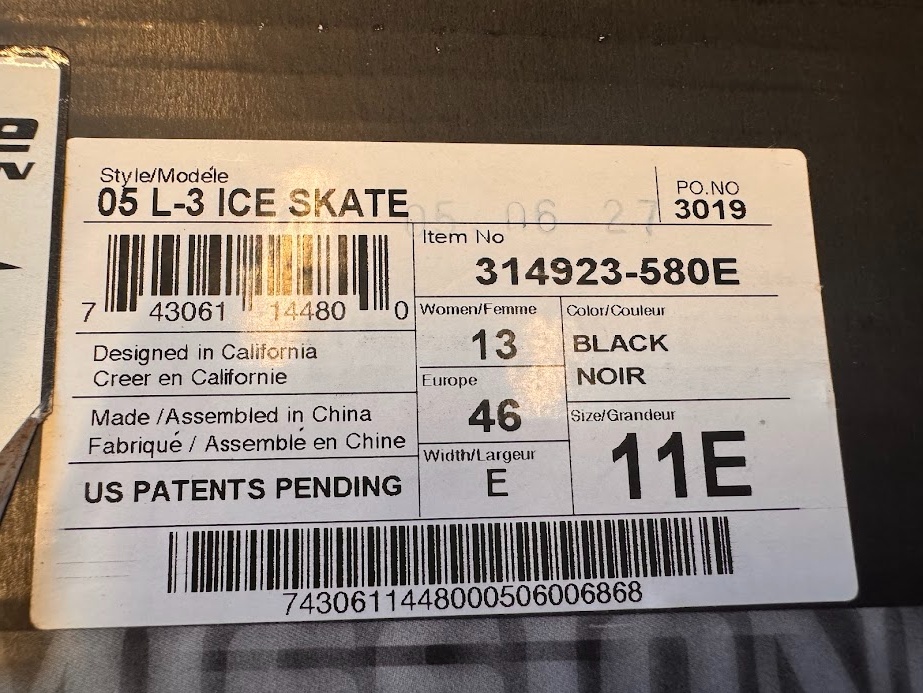 Style/Modéle
05 L-3 ICE SKATE
PO.NO
3019
05 06 27
Item No
314923-580E
7 43061 14480 0
Women/Femme
13
Color/Couleur
BLACK
NOIR
Designed in California
Creer en Californie
Europe
46
Size/Grandeur
11E
Made /Assembled in China
Fabriqué / Assemblé en Chine
Width/Largeur
E
US PATENTS PENDING
7430611448000506006868